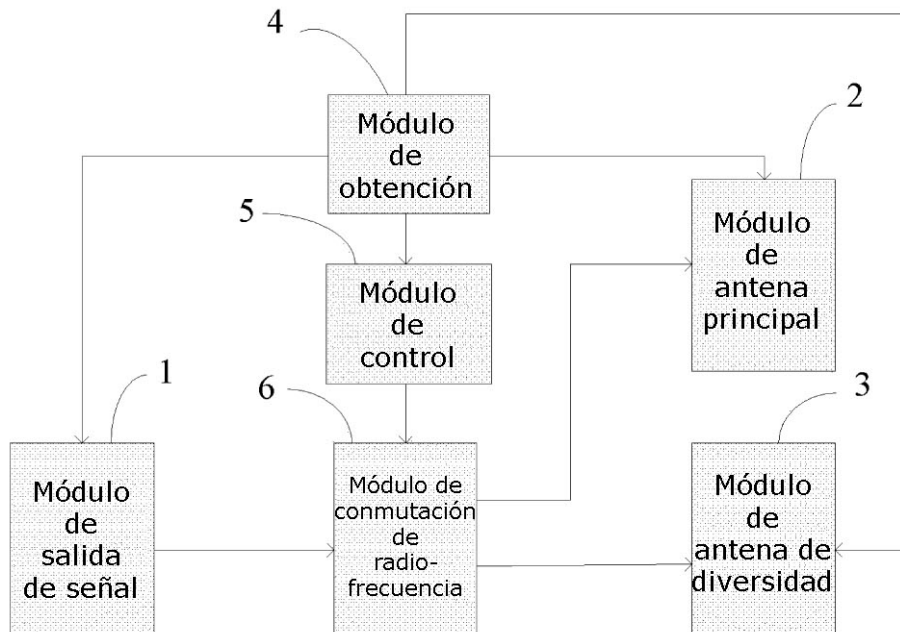 4
Módulo
de
obtención
2
Módulo
de
antena
principal
5
Módulo
de
control
1
Módulo
de
salida
de señal
6
Módulo de
conmutación
de
radio-
frecuencia
3
Módulo
de
antena de
diversidad